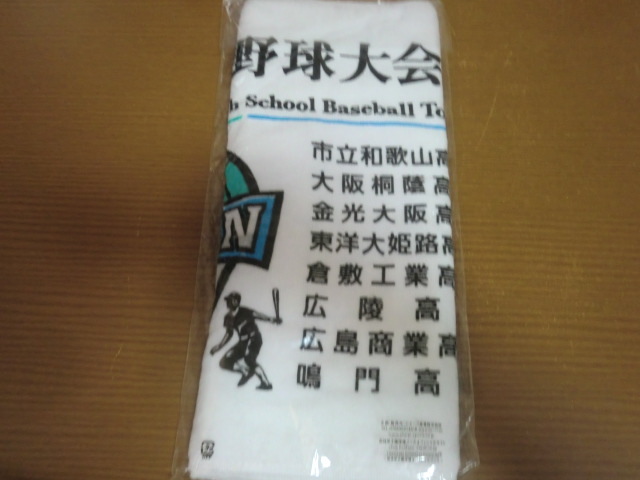 野球大会
School Baseball
市立和歌山高
大阪桐蔭高
金光大阪高
東洋大姫路高
倉敷工業高
広陵高
広島商業高
鳴門高
N